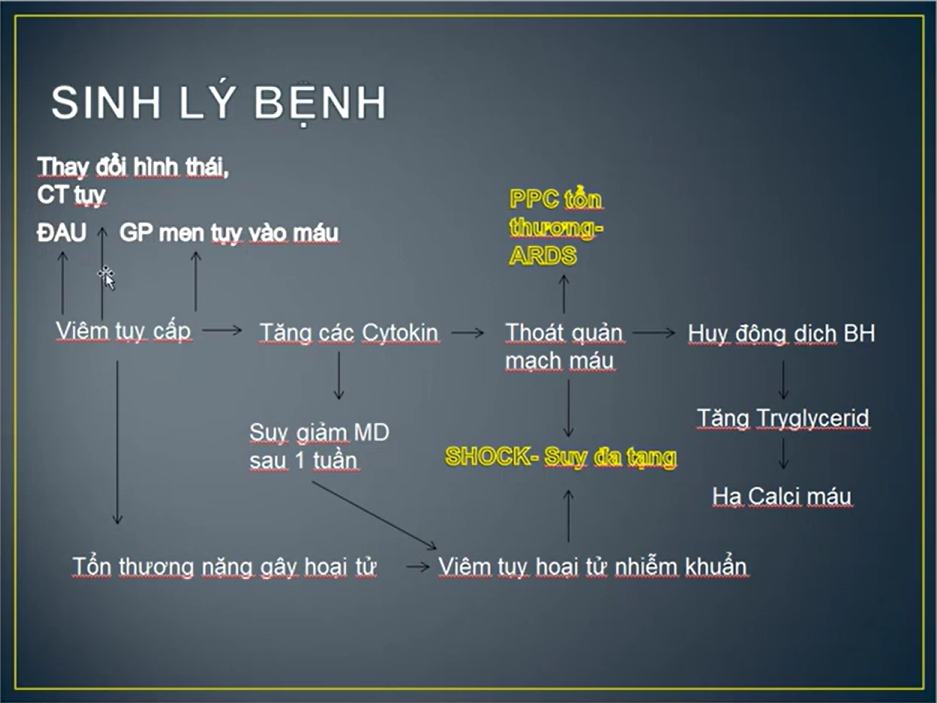 SINH LÝ BỆNH
Thay đổi hình thái,
CT tụy
ĐAU
GP men tụy vào máu
PPC tổn
thương-
ARDS
Viêm tụy cấp
Tăng các Cytokin
Thoát quản
mạch máu
Huy động dịch BH
Suy giảm MD
sau 1 tuần
SHOCK- Suy đa tạng
Tăng Tryglycerid
Hạ Calci máu
Tổn thương nặng gây hoại tử
Viêm tụy hoại tử nhiễm khuẩn